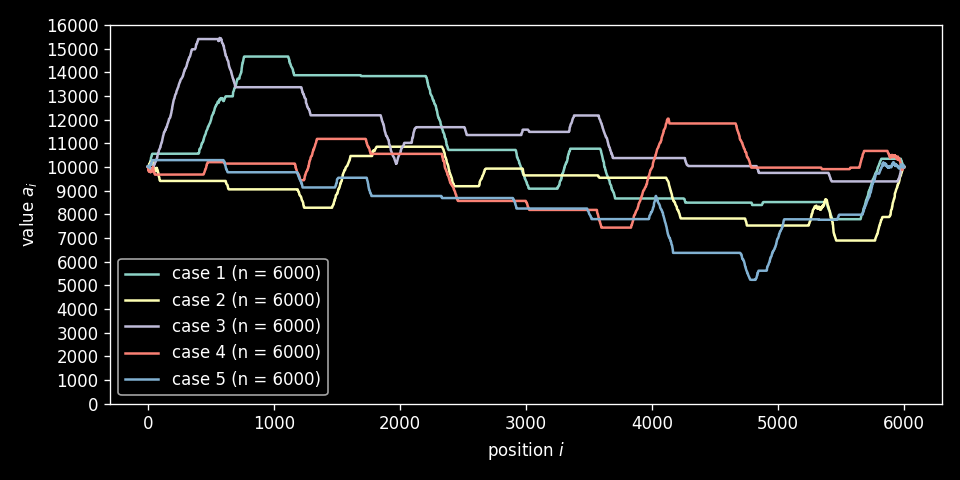 16000
15000
14000
13000
12000
11000
10000
9000
8000
7000
6000
5000
4000
3000
2000
1000
0
value a_i
case 1 (n = 6000)
case 2 (n = 6000)
case 3 (n = 6000)
case 4 (n = 6000)
case 5 (n = 6000)
0 1000 2000 3000 4000 5000 6000
position i